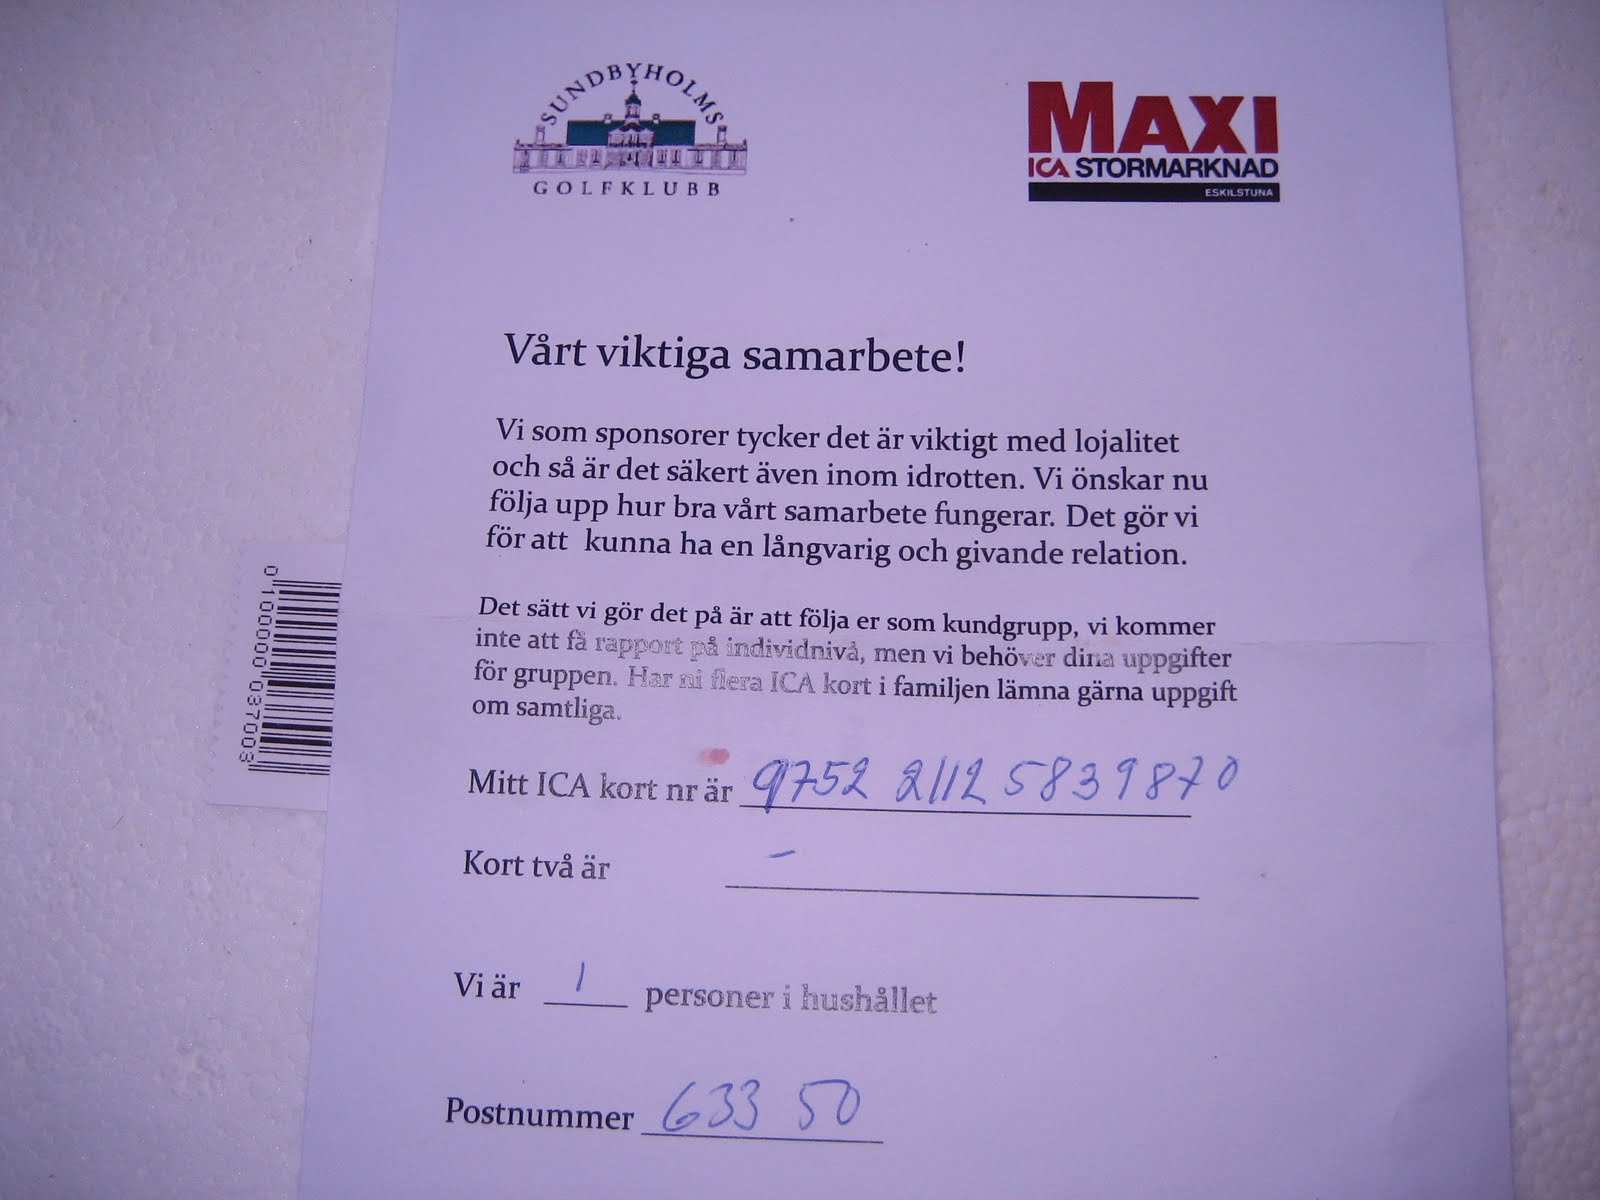 SUNDBYHOLMS
GOLFKLUBB
MAXI
ICA STORMARKNAD
ESKILSTUNA
Vårt viktiga samarbete!
Vi som sponsorer tycker det är viktigt med lojalitet
och så är det säkert även inom idrotten. Vi önskar nu
följa upp hur bra vårt samarbete fungerar. Det gör vi
för att kunna ha en långvarig och givande relation.
Det sätt vi gör det på är att följa er som kundgrupp, vi kommer
inte att få rapport på individnivå, men vi behöver dina uppgifter
för gruppen. Har ni flera ICA kort i familjen lämna gärna uppgift
om samtliga.
Mitt ICA kort nr är 9752 2112 5839870
Kort två är –
Vi är 1 personer i hushållet
Postnummer 633 50
0 100000 037003